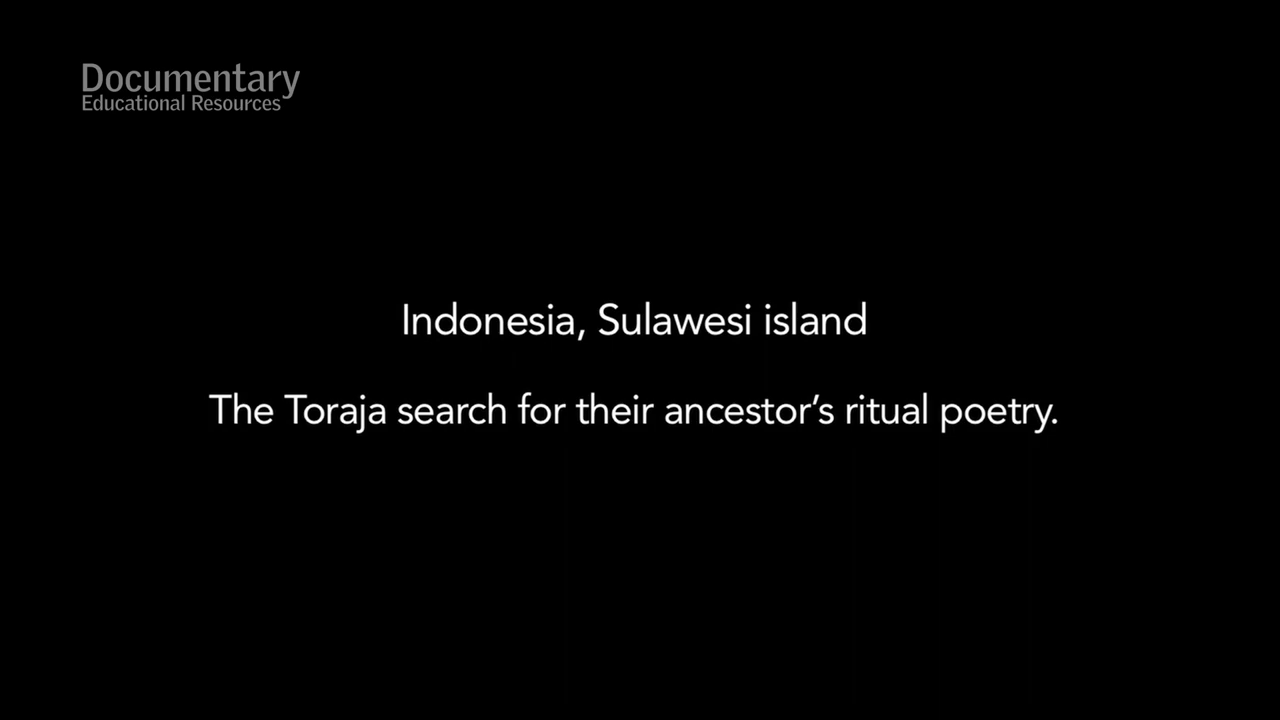 Documentary
Educational Resources
Indonesia, Sulawesi island
The Toraja search for their ancestor’s ritual poetry.